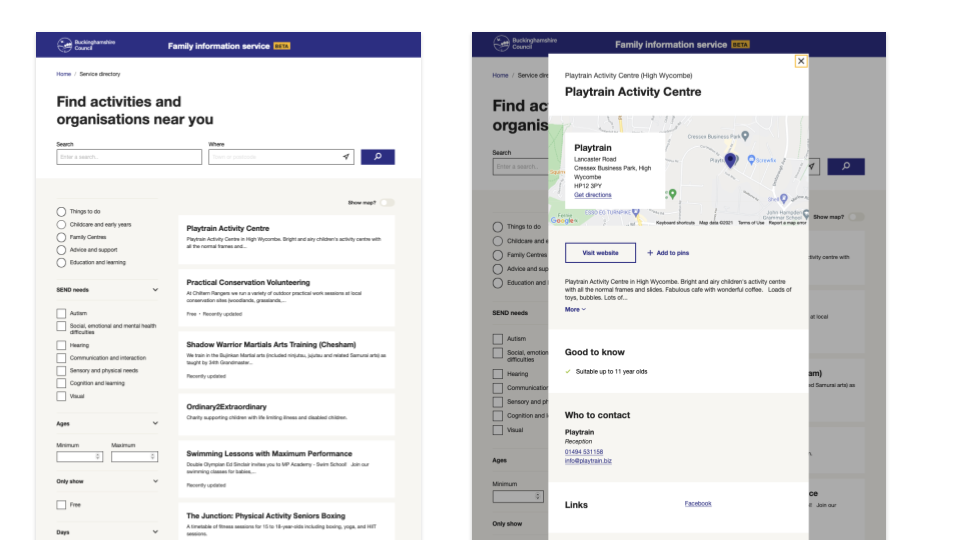 Buckinghamshire
Council
Family information service BETA
Home / Service directory
Find activities and
organisations near you
Search
Where
Enter a search...
Town or postcode
Show map?
Things to do
Childcare and early years
Family Centres
Advice and support
Education and learning
SEND needs
Autism
Social, emotional and mental health
difficulties
Hearing
Communication and interaction
Sensory and physical needs
Cognition and learning
Visual
Ages
Minimum
Maximum
Only show
Free
Days
Playtrain Activity Centre
Playtrain Activity Centre in High Wycombe. Bright and airy children's activity centre with
all the normal frames and...
Practical Conservation Volunteering
At Chiltern Rangers we run a variety of outdoor practical work sessions at local
conservation sites (woodlands, grasslands,...
Free • Recently updated
Shadow Warrior Martials Arts Training (Chesham)
We train in the Bujinkan Martial arts (included ninjutsu, jujutsu and related Samurai arts) as
taught by 34th Grandmaster...
Recently updated
Ordinary2Extraordinary
Charity supporting children with life limiting illness and disabled children.
Swimming Lessons with Maximum Performance
Double Olympian Ed Sinclair invites you to MP Academy - Swim School! Join our
swimming classes for babies,...
Recently updated
The Junction: Physical Activity Seniors Boxing
A timetable of fitness sessions for 15 to 18-year-olds including boxing, yoga, and HIIT
sessions.
Buckinghamshire
Council
Family information service BETA
Home / Service dire
Find ac
organis
Search
Enter a search...
Show map?
Things to do
Childcare and e
Family Centres
Advice and sup
Education and l
SEND needs
Autism
Social, emotion
difficulties
Hearing
Communication
Sensory and ph
Cognition and l
Visual
Ages
Minimum
Only show
Playtrain Activity Centre (High Wycombe)
Playtrain Activity Centre
Playtrain
Lancaster Road
Cressex Business Park, High
Wycombe
HP12 3PY
Get directions
Cressex Business Park
Screwfix
Shell
John Hampden
Grammar School
ESSO EG TURNPIKE
Google
Keyboard shortcuts Map data ©2021 Terms of Use Report a map error
Visit website
+ Add to pins
Playtrain Activity Centre in High Wycombe. Bright and airy children's activity centre
with all the normal frames and slides. Fabulous cafe with wonderful coffee. Loads of
toys, bubbles. Lots of...
More
Good to know
Suitable up to 11 year olds
Who to contact
Playtrain
Reception
01494 531158
info@playtrain.biz
Links
Facebook
tivity centre with
at local
am)
d Samurai arts) as
n.
ce
Join our